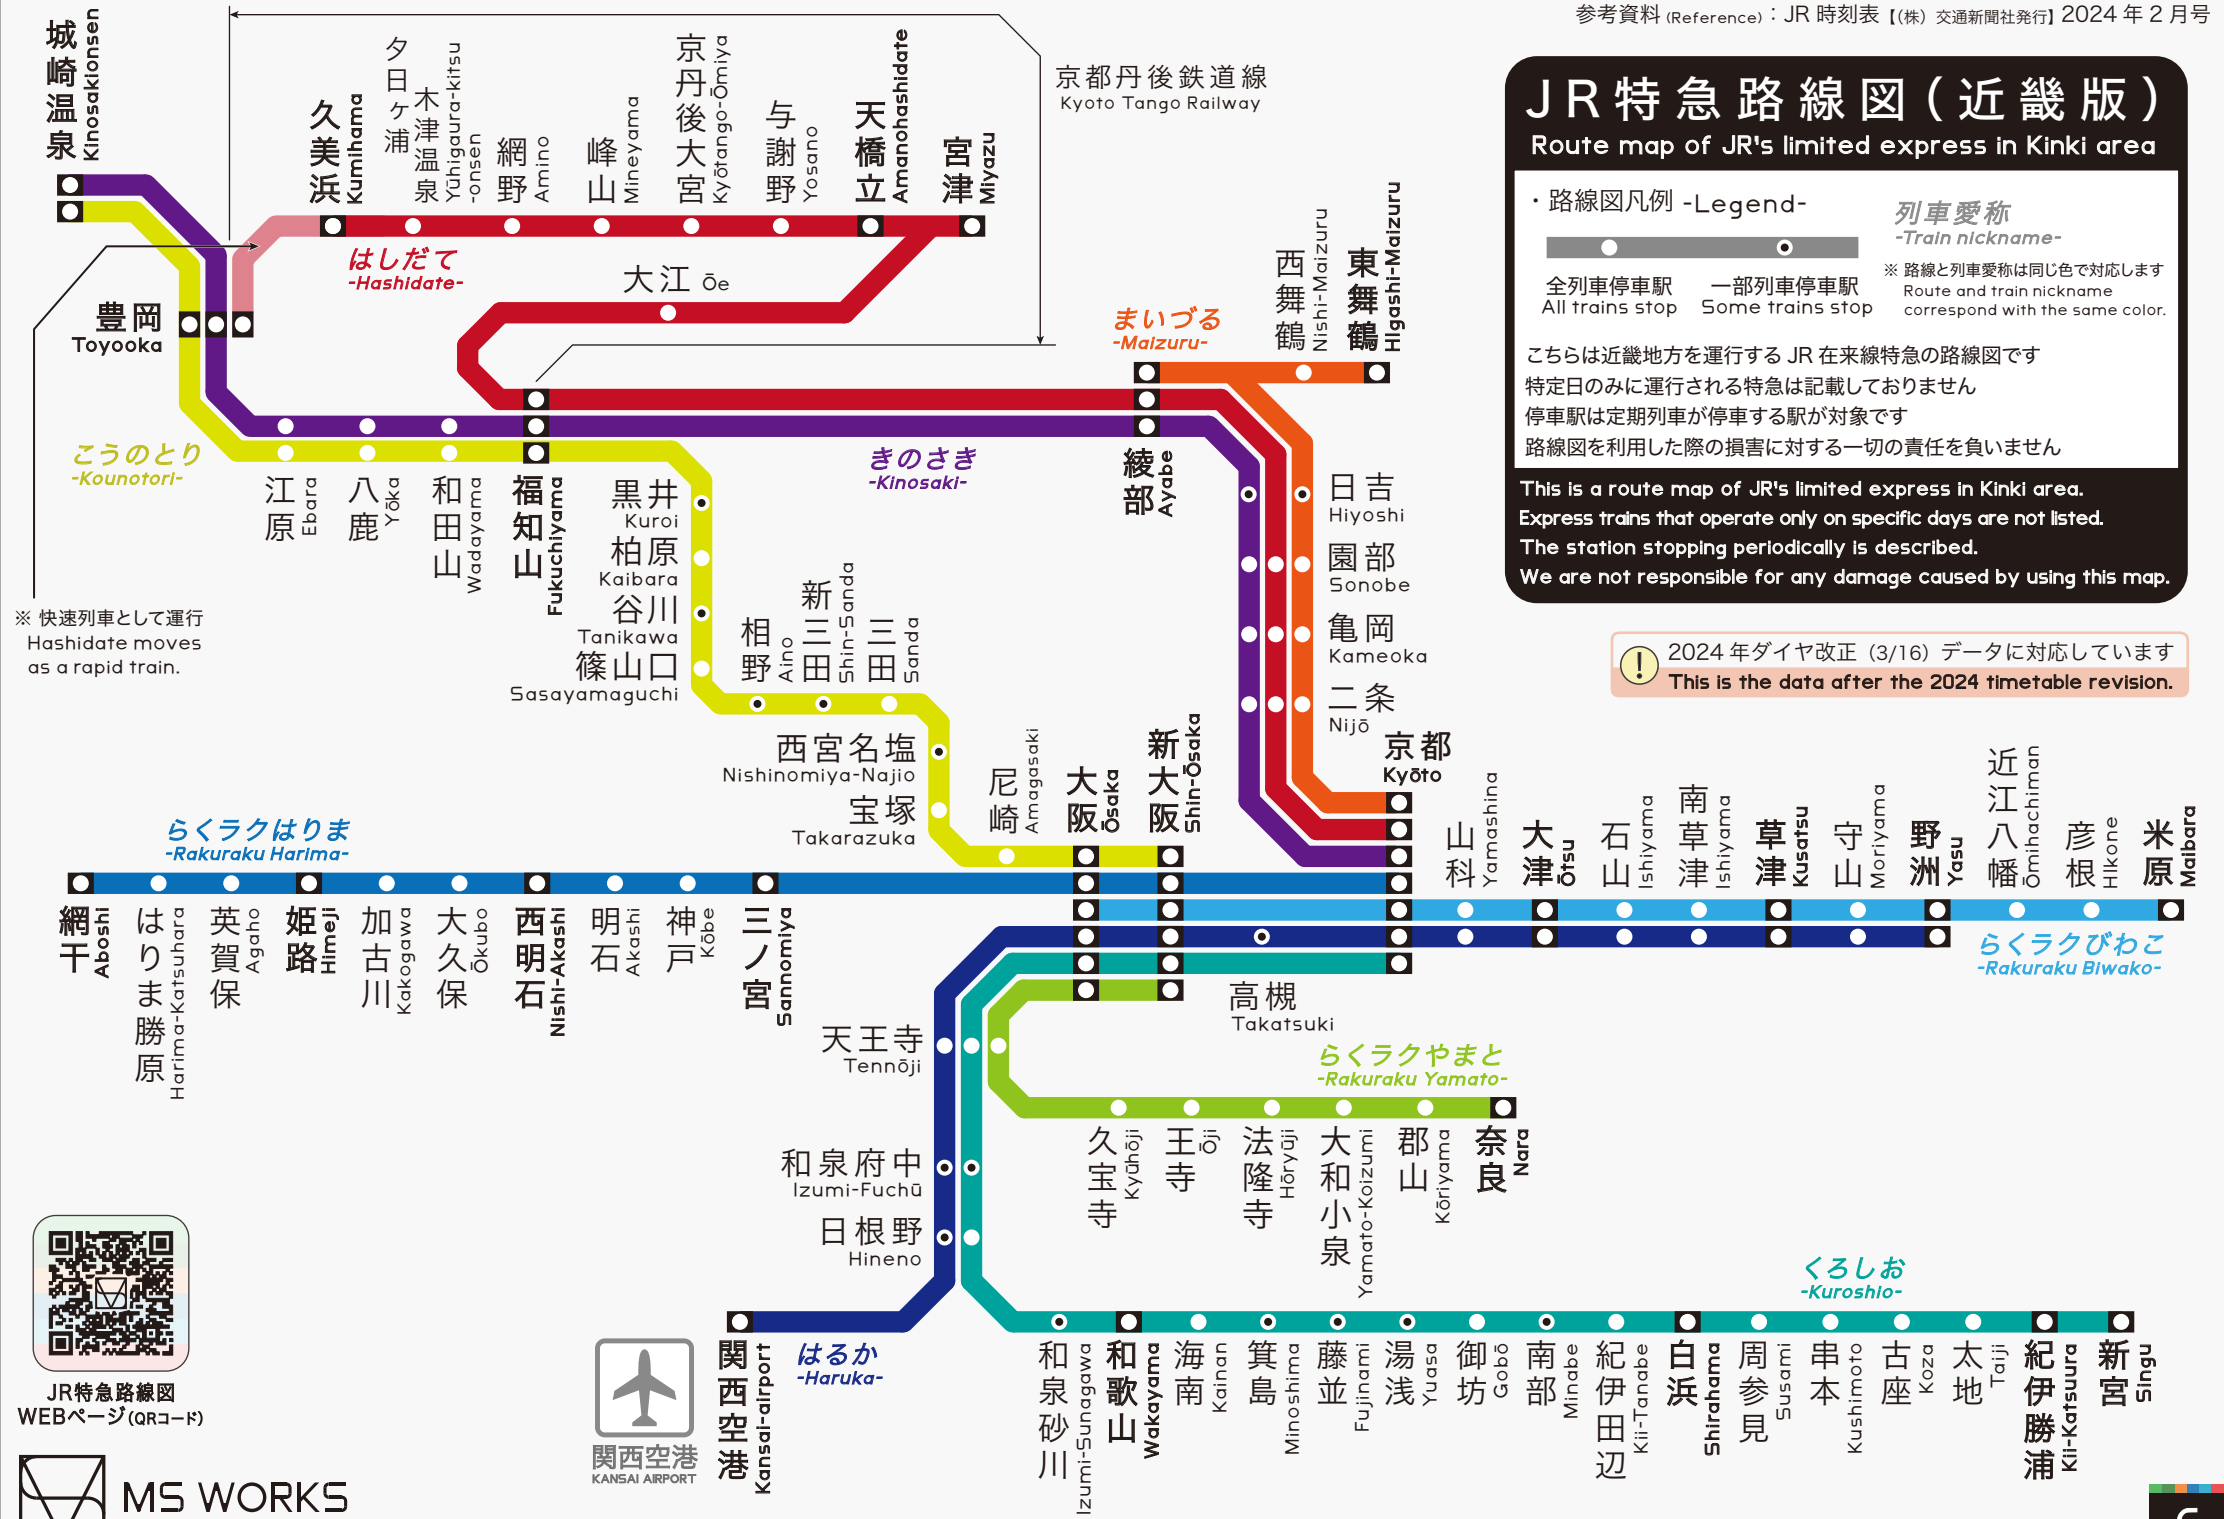 参考資料 (Reference)：JR 時刻表【（株）交通新聞社発行】2024 年 2 月号
JR特急路線図（近畿版）
Route map of JR's limited express in Kinki area
・路線図凡例 -Legend-
列車愛称
-Train nickname-
全列車停車駅
All trains stop
一部列車停車駅
Some trains stop
※ 路線と列車愛称は同じ色で対応します
Route and train nickname
correspond with the same color.
こちらは近畿地方を運行する JR 在来線特急の路線図です
特定日のみに運行される特急は記載しておりません
停車駅は定期列車が停車する駅が対象です
路線図を利用した際の損害に対する一切の責任を負いません
This is a route map of JR's limited express in Kinki area.
Express trains that operate only on specific days are not listed.
The station stopping periodically is described.
We are not responsible for any damage caused by using this map.
!
2024 年ダイヤ改正（3/16）データに対応しています
This is the data after the 2024 timetable revision.
城崎温泉
Kinosakionsen
久美浜
Kumihama
夕日ヶ浦
木津温泉
Yūhigaura-kitsu
-onsen
網野
Amino
峰山
Mineyama
京丹後大宮
Kyōtango-Ōmiya
与謝野
Yosano
天橋立
Amanohashidate
宮津
Miyazu
京都丹後鉄道線
Kyoto Tango Railway
はしだて
-Hashidate-
大江 Ōe
豊岡
Toyooka
まいづる
-Maizuru-
西舞鶴
Nishi-Maizuru
東舞鶴
HIgashi-Maizuru
こうのとり
-Kounotori-
江原
Ebara
八鹿
Yōka
和田山
Wadayama
福知山
Fukuchiyama
きのさき
-Kinosaki-
綾部
Ayabe
※ 快速列車として運行
Hashidate moves
as a rapid train.
黒井
Kuroi
柏原
Kaibara
谷川
Tanikawa
篠山口
Sasayamaguchi
相野
Aino
新三田
Shin-Sanda
三田
Sanda
日吉
Hiyoshi
園部
Sonobe
亀岡
Kameoka
二条
Nijō
京都
Kyōto
西宮名塩
Nishinomiya-Najio
宝塚
Takarazuka
尼崎
Amagasaki
大阪
Ōsaka
新大阪
Shin-Ōsaka
山科
Yamashina
大津
Ōtsu
石山
Ishiyama
南草津
Ishiyama
草津
Kusatsu
守山
Moriyama
野洲
Yasu
近江八幡
Ōmihachiman
彦根
HIkone
米原
Maibara
らくラクはりま
-Rakuraku Harima-
網干
Aboshi
はりま勝原
Harima-Katsuhara
英賀保
Agaho
姫路
Himeji
加古川
Kakogawa
大久保
Ōkubo
西明石
Nishi-Akashi
明石
Akashi
神戸
Kōbe
三ノ宮
Sannomiya
らくラクびわこ
-Rakuraku Biwako-
高槻
Takatsuki
天王寺
Tennōji
らくラクやまと
-Rakuraku Yamato-
久宝寺
Kyūhōji
王寺
Ōji
法隆寺
Hōryūji
大和小泉
Yamato-Koizumi
郡山
Kōriyama
奈良
Nara
和泉府中
Izumi-Fuchū
日根野
Hineno
くろしお
-Kuroshio-
関西空港
Kansai-airport
はるか
-Haruka-
関西空港
KANSAI AIRPORT
和泉砂川
Izumi-Sunagawa
和歌山
Wakayama
海南
Kainan
箕島
Minoshima
藤並
Fujinami
湯浅
Yuasa
御坊
Gobō
南部
Minabe
紀伊田辺
Kii-Tanabe
白浜
Shirahama
周参見
Susami
串本
Kushimoto
古座
Koza
太地
Taiji
紀伊勝浦
Kii-Katsuura
新宮
Singu
JR特急路線図
WEBページ(QRコード)
MS WORKS